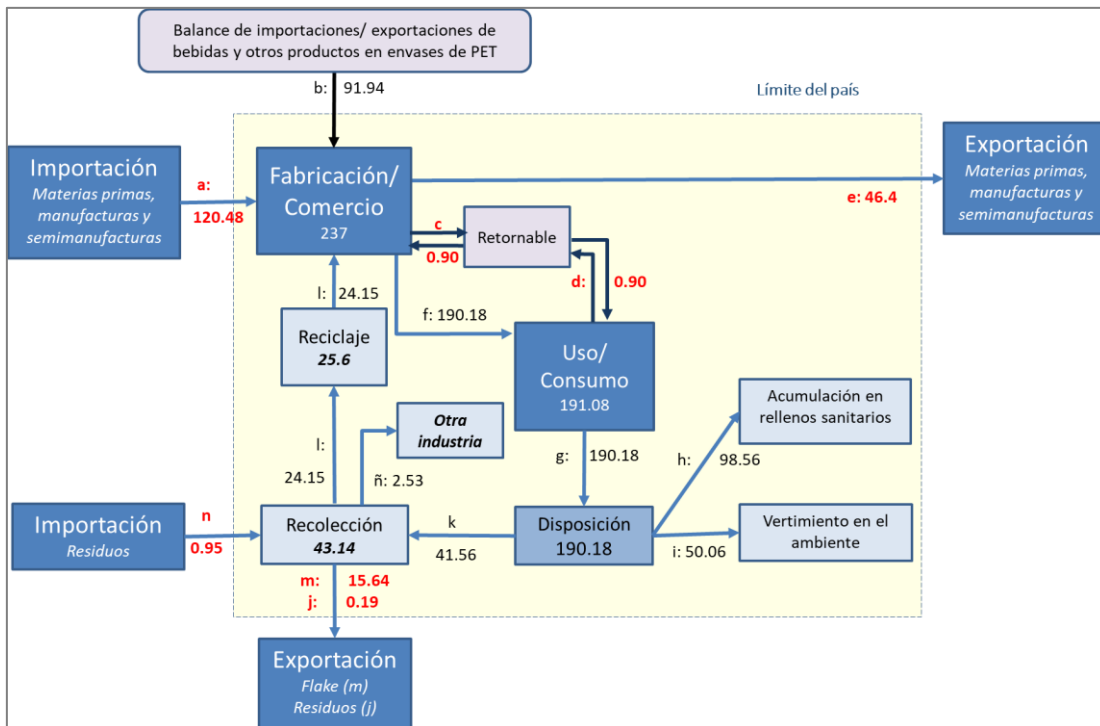 Balance de importaciones/ exportaciones de
bebidas y otros productos en envases de PET
b: 91.94
Límite del país
Importación
Materias primas,
manufacturas y
semimanufacturas
a:
120.48
Fabricación/
Comercio
237
Exportación
Materias primas,
manufacturas y
semimanufacturas
e: 46.4
c
0.90
Retornable
d: 0.90
l: 24.15
f: 190.18
Reciclaje
25.6
Uso/
Consumo
191.08
Otra
industria
Acumulación en
rellenos sanitarios
l:
24.15
ñ: 2.53
g: 190.18
h: 98.56
Importación
Residuos
n
0.95
Recolección
43.14
k
41.56
Disposición
190.18
i: 50.06
Vertimiento en el
ambiente
m: 15.64
j: 0.19
Exportación
Flake (m)
Residuos (j)